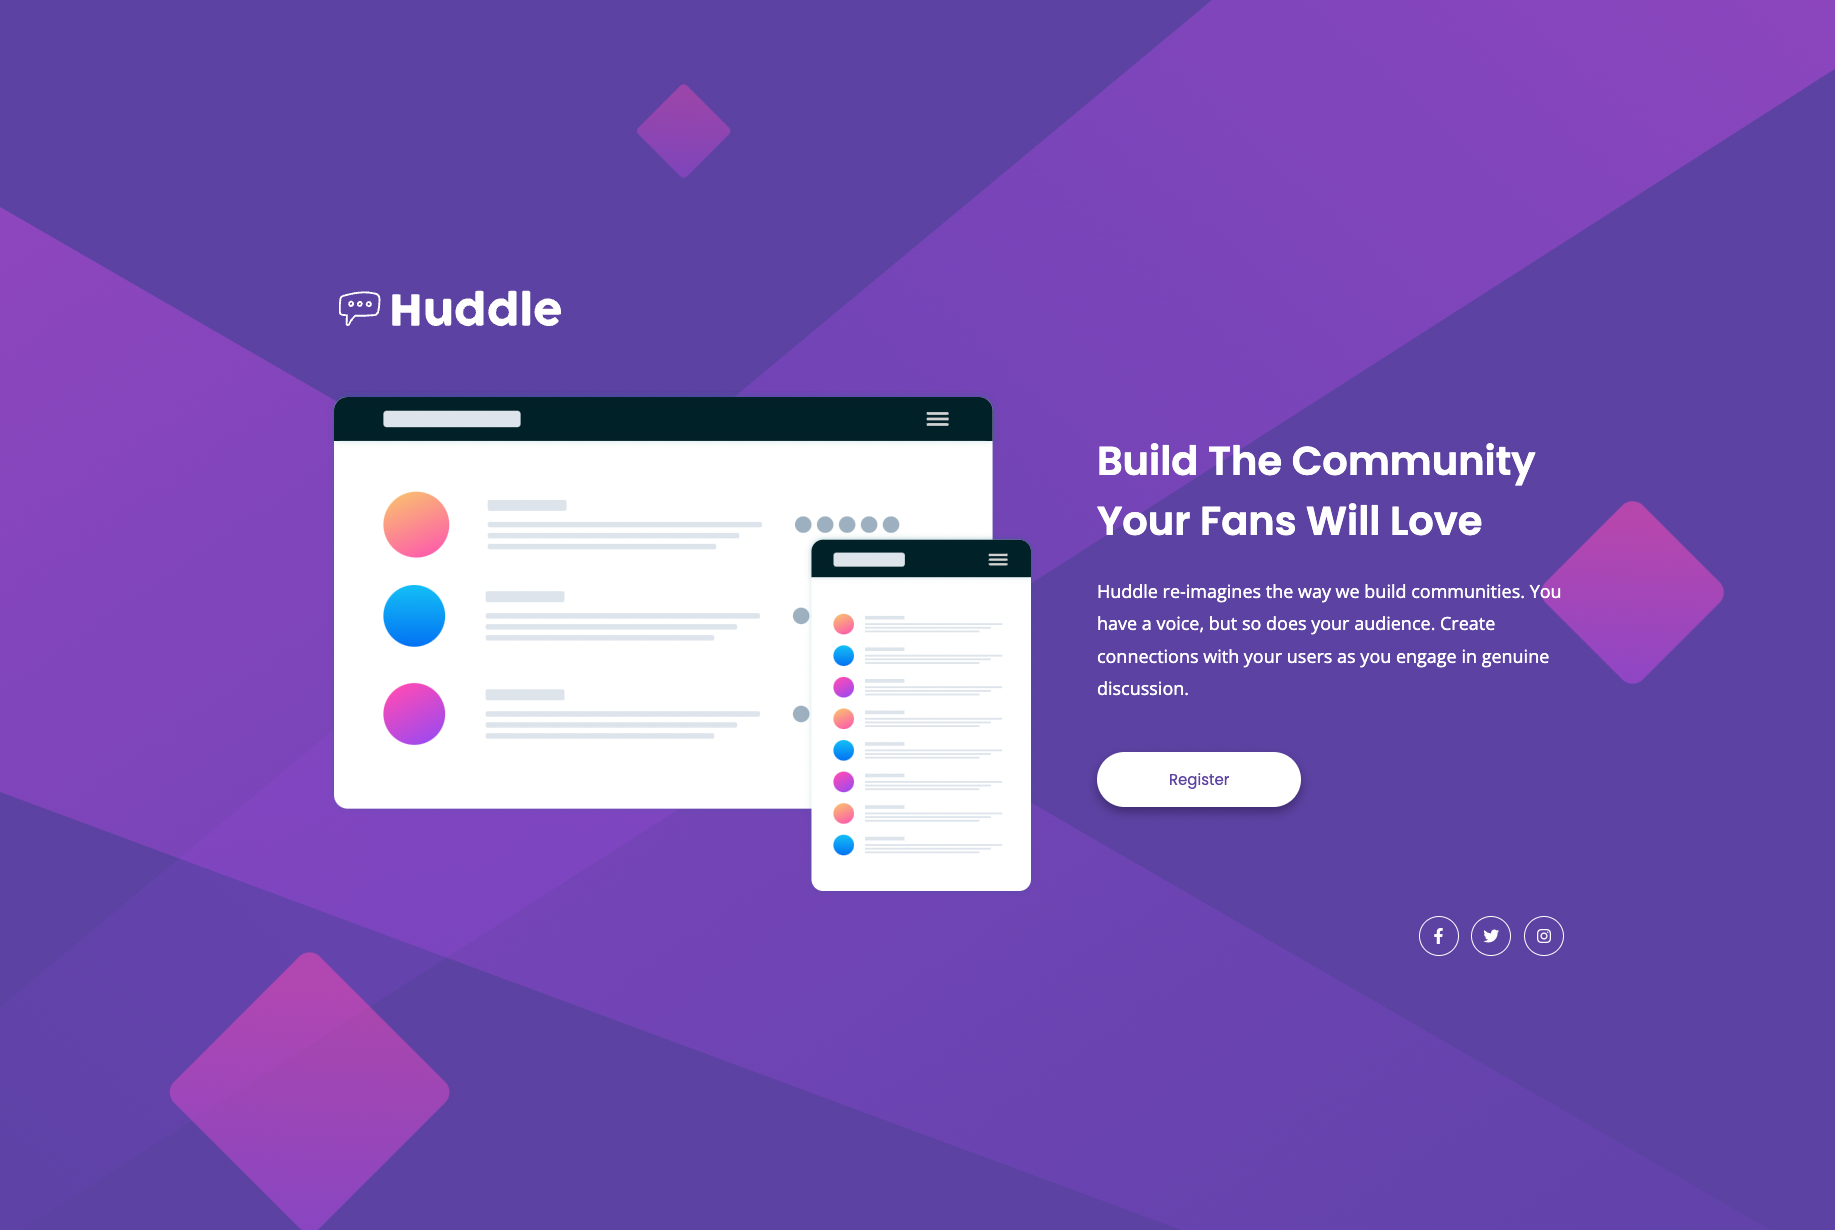 Huddle
Build The Community
Your Fans Will Love
Huddle re-imagines the way we build communities. You
have a voice, but so does your audience. Create
connections with your users as you engage in genuine
discussion.
Register